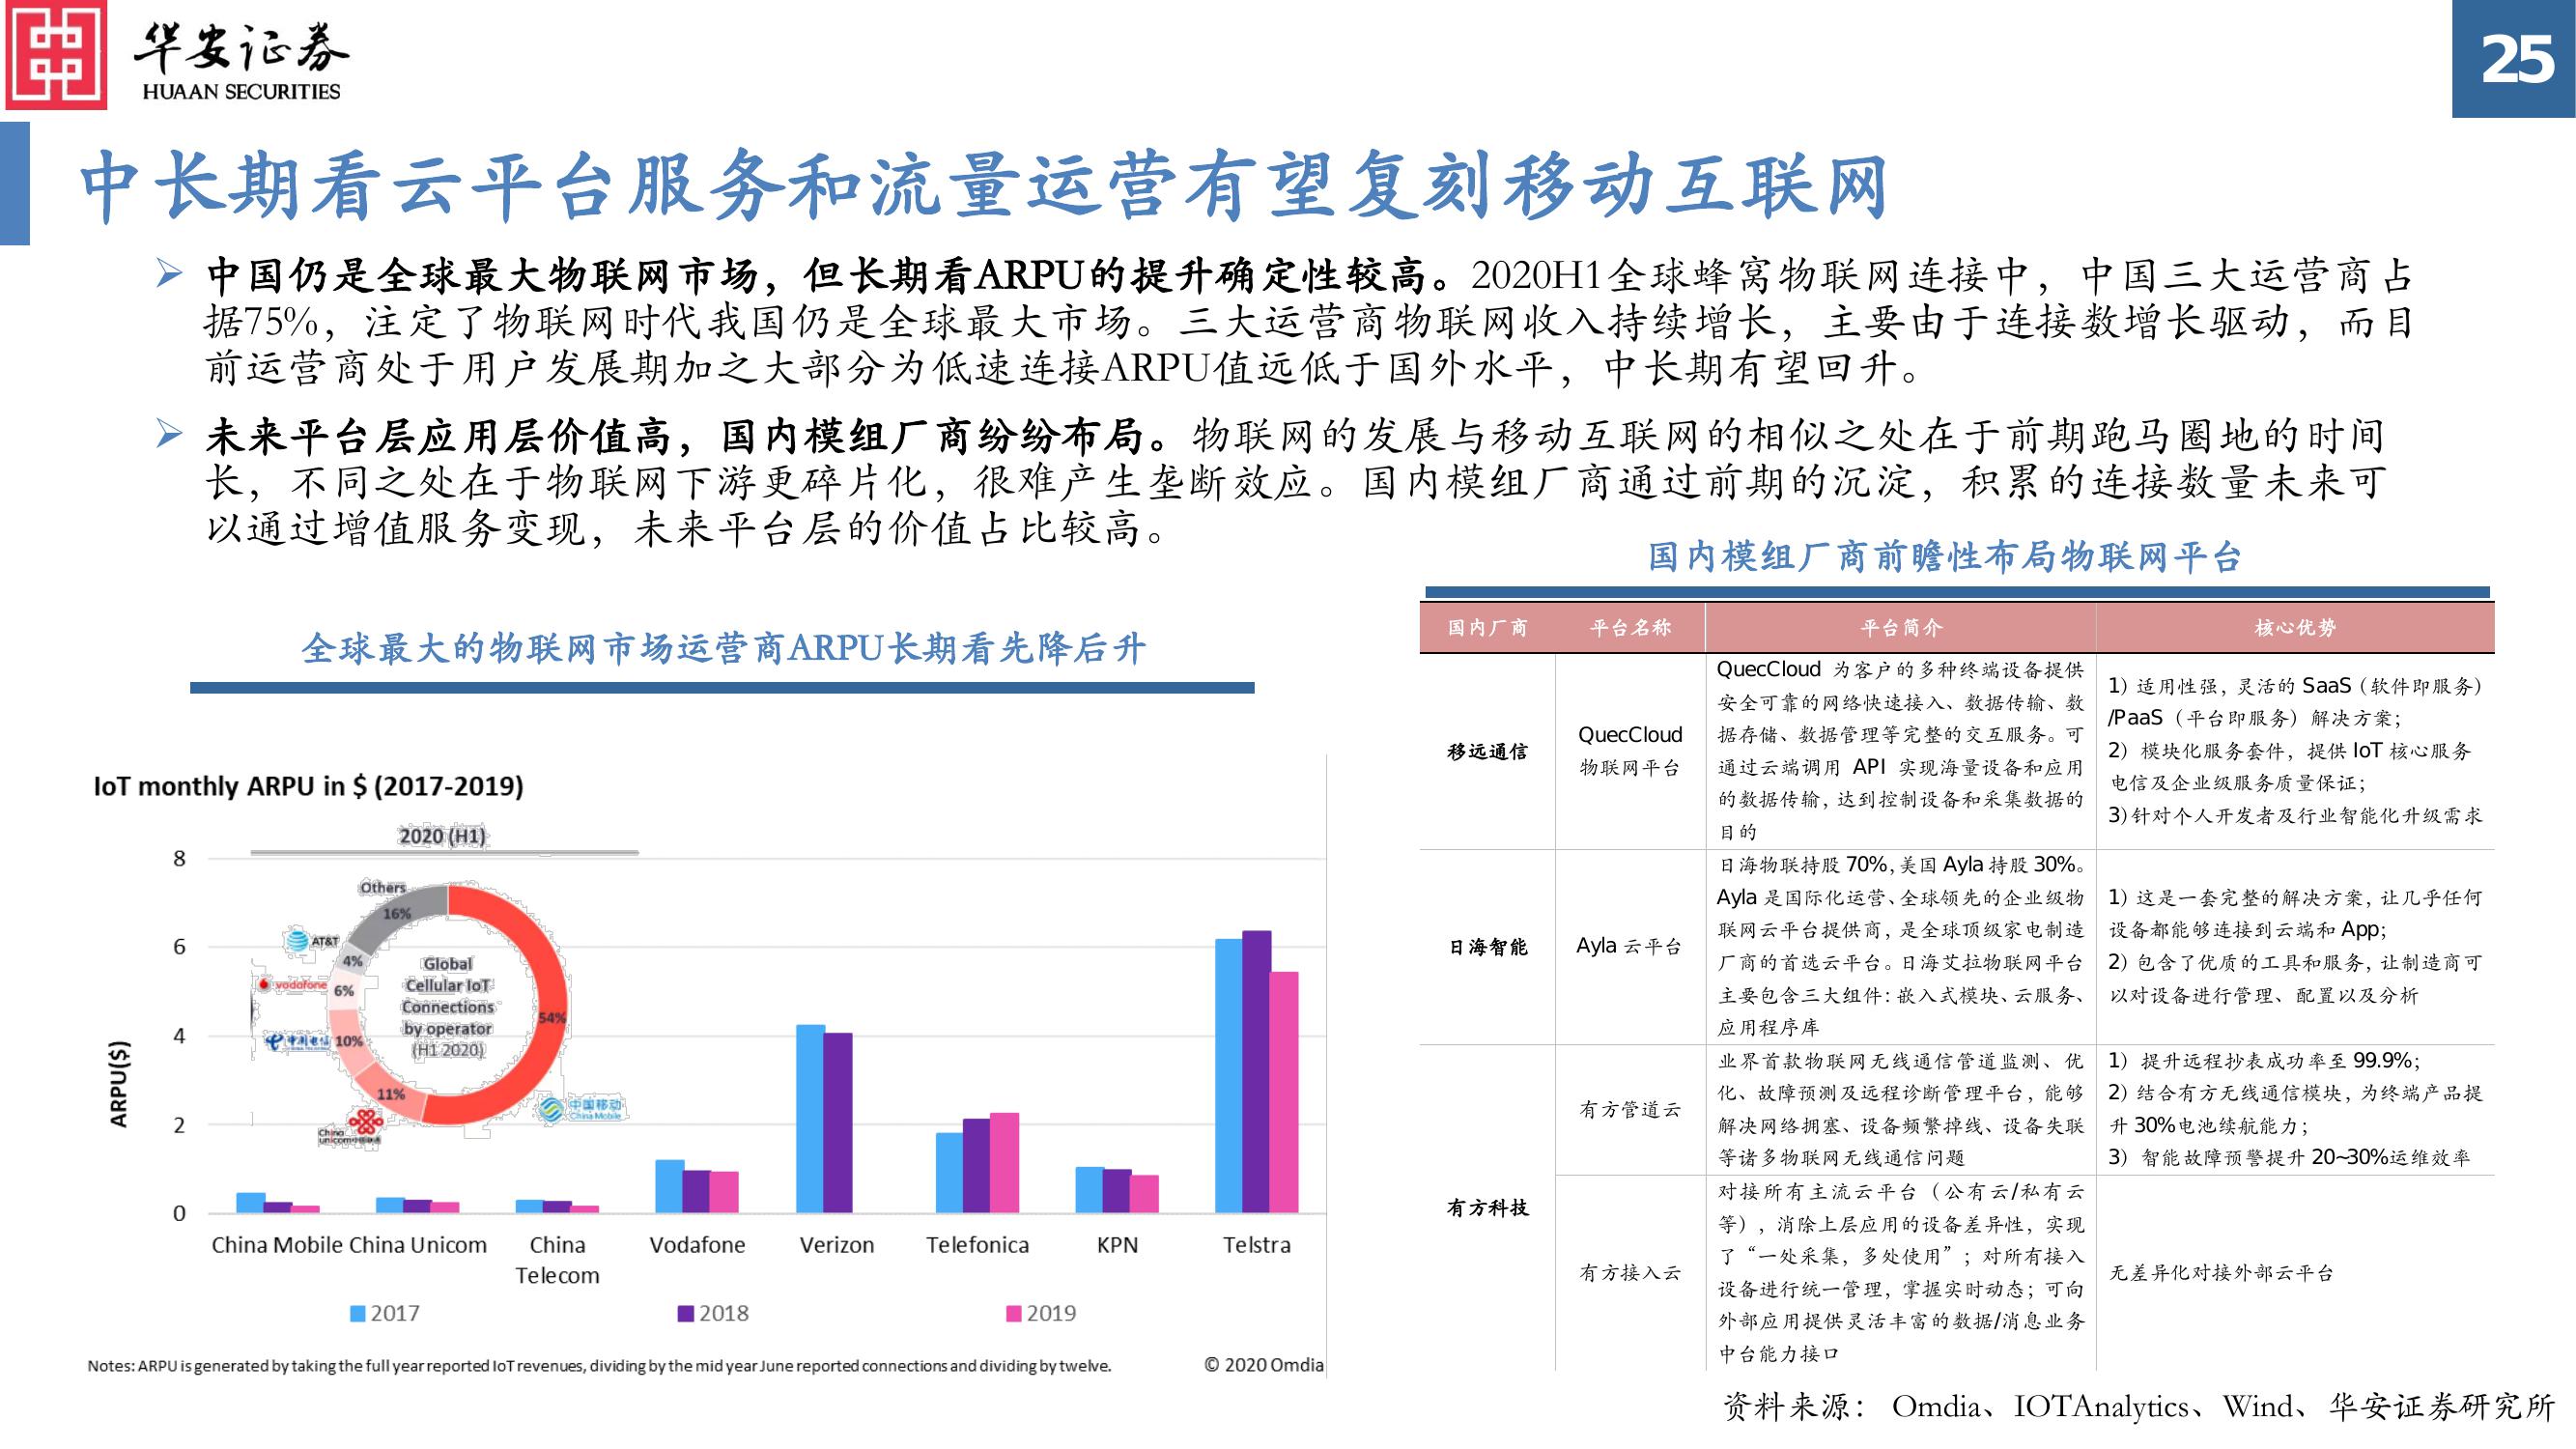 华安证券
HUAAN SECURITIES
25
中长期看云平台服务和流量运营有望复刻移动互联网
中国仍是全球最大物联网市场，但长期看ARPU的提升确定性较高。2020H1全球蜂窝物联网连接中，中国三大运营商占
据75%，注定了物联网时代我国仍是全球最大市场。三大运营商物联网收入持续增长，主要由于连接数增长驱动，而目
前运营商处于用户发展期加之大部分为低速连接ARPU值远低于国外水平，中长期有望回升。
未来平台层应用层价值高，国内模组厂商纷纷布局。物联网的发展与移动互联网的相似之处在于前期跑马圈地的时间
长，不同之处在于物联网下游更碎片化，很难产生垄断效应。国内模组厂商通过前期的沉淀，积累的连接数量未来可
以通过增值服务变现，未来平台层的价值占比较高。
全球最大的物联网市场运营商ARPU长期看先降后升
IoT monthly ARPU in $ (2017-2019)
2020 (H1)
Others
16%
AT&T
4%
vodafone
6%
中国电信
10%
11%
China unicom中国联通
54%
中国移动
China Mobile
Global
Cellular IoT
Connections
by operator
(H1 2020)
ARPU($)
8
6
4
2
0
China Mobile China Unicom China Telecom Vodafone Verizon Telefonica KPN Telstra
2017 2018 2019
Notes: ARPU is generated by taking the full year reported IoT revenues, dividing by the mid year June reported connections and dividing by twelve.
© 2020 Omdia
国内模组厂商前瞻性布局物联网平台
国内厂商 平台名称 平台简介 核心优势
移远通信
QuecCloud
物联网平台
QuecCloud 为客户的多种终端设备提供
安全可靠的网络快速接入、数据传输、数
据存储、数据管理等完整的交互服务。可
通过云端调用 API 实现海量设备和应用
的数据传输，达到控制设备和采集数据的
目的
1）适用性强，灵活的 SaaS（软件即服务）
/PaaS（平台即服务）解决方案；
2）模块化服务套件，提供 IoT 核心服务
电信及企业级服务质量保证；
3)针对个人开发者及行业智能化升级需求
日海智能
Ayla 云平台
日海物联持股 70%，美国 Ayla 持股 30%。
Ayla 是国际化运营、全球领先的企业级物
联网云平台提供商，是全球顶级家电制造
厂商的首选云平台。日海艾拉物联网平台
主要包含三大组件：嵌入式模块、云服务、
应用程序库
1）这是一套完整的解决方案，让几乎任何
设备都能够连接到云端和 App；
2）包含了优质的工具和服务，让制造商可
以对设备进行管理、配置以及分析
有方科技
有方管道云
业界首款物联网无线通信管道监测、优
化、故障预测及远程诊断管理平台，能够
解决网络拥塞、设备频繁掉线、设备失联
等诸多物联网无线通信问题
1）提升远程抄表成功率至 99.9%；
2）结合有方无线通信模块，为终端产品提
升 30%电池续航能力；
3）智能故障预警提升 20~30%运维效率
有方接入云
对接所有主流云平台（公有云/私有云
等），消除上层应用的设备差异性，实现
了“一处采集，多处使用”；对所有接入
设备进行统一管理，掌握实时动态；可向
外部应用提供灵活丰富的数据/消息业务
中台能力接口
无差异化对接外部云平台
资料来源： Omdia、IOTAnalytics、Wind、华安证券研究所